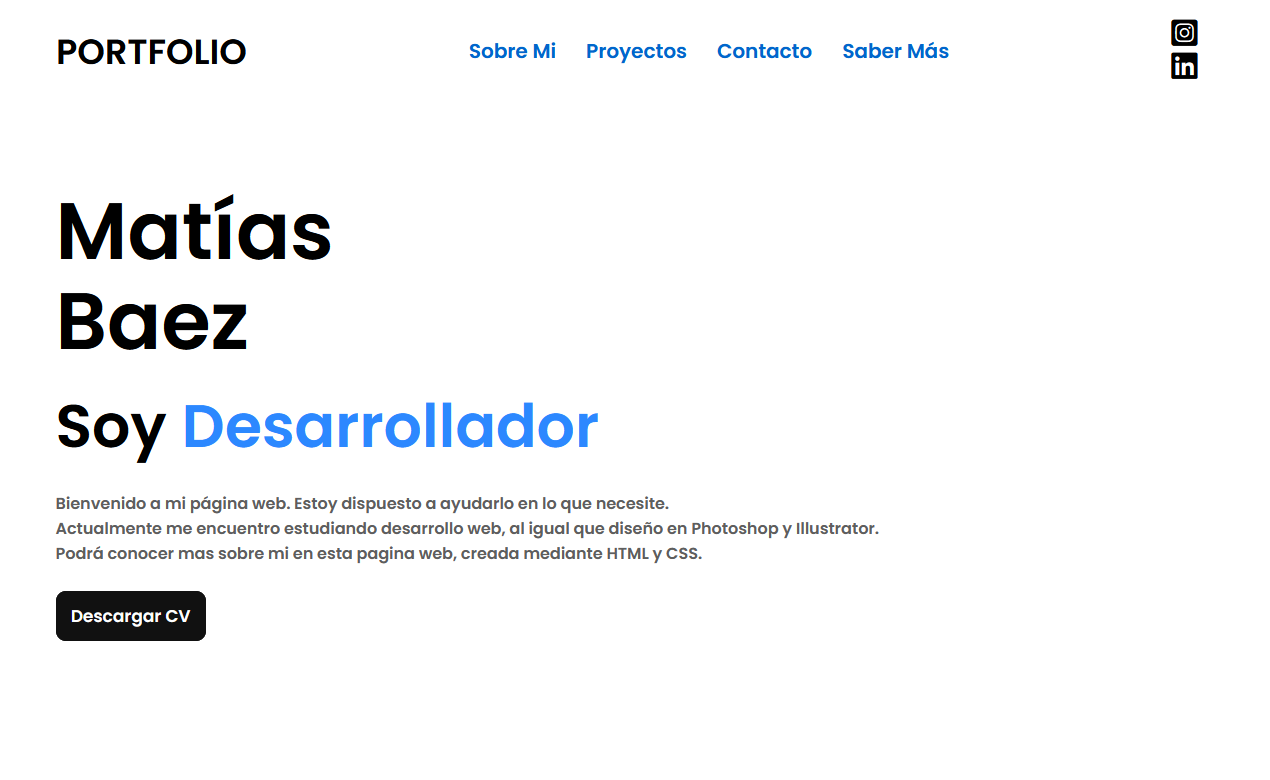 PORTFOLIO
Sobre Mi Proyectos Contacto Saber Más
in
Matías
Baez
Soy Desarrollador
Bienvenido a mi página web. Estoy dispuesto a ayudarlo en lo que necesite.
Actualmente me encuentro estudiando desarrollo web, al igual que diseño en Photoshop y Illustrator.
Podrá conocer mas sobre mi en esta pagina web, creada mediante HTML y CSS.
Descargar CV